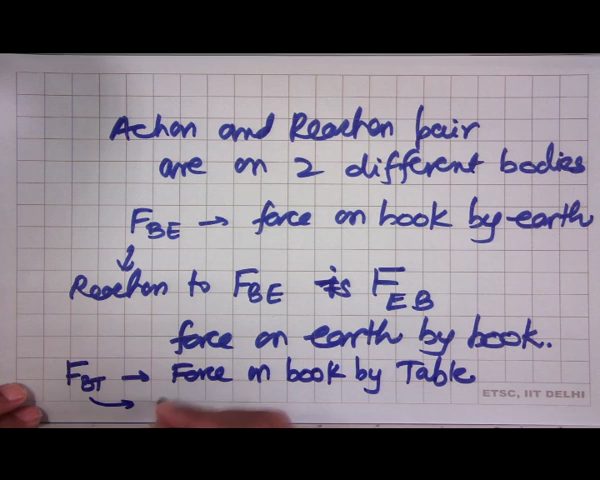 Action and Reaction pair
are on 2 different bodies
FBE → force on book by earth
↓
Reaction to FBE is FEB
force on earth by book.
FBT → Force on book by Table
ETSC, IIT DELHI